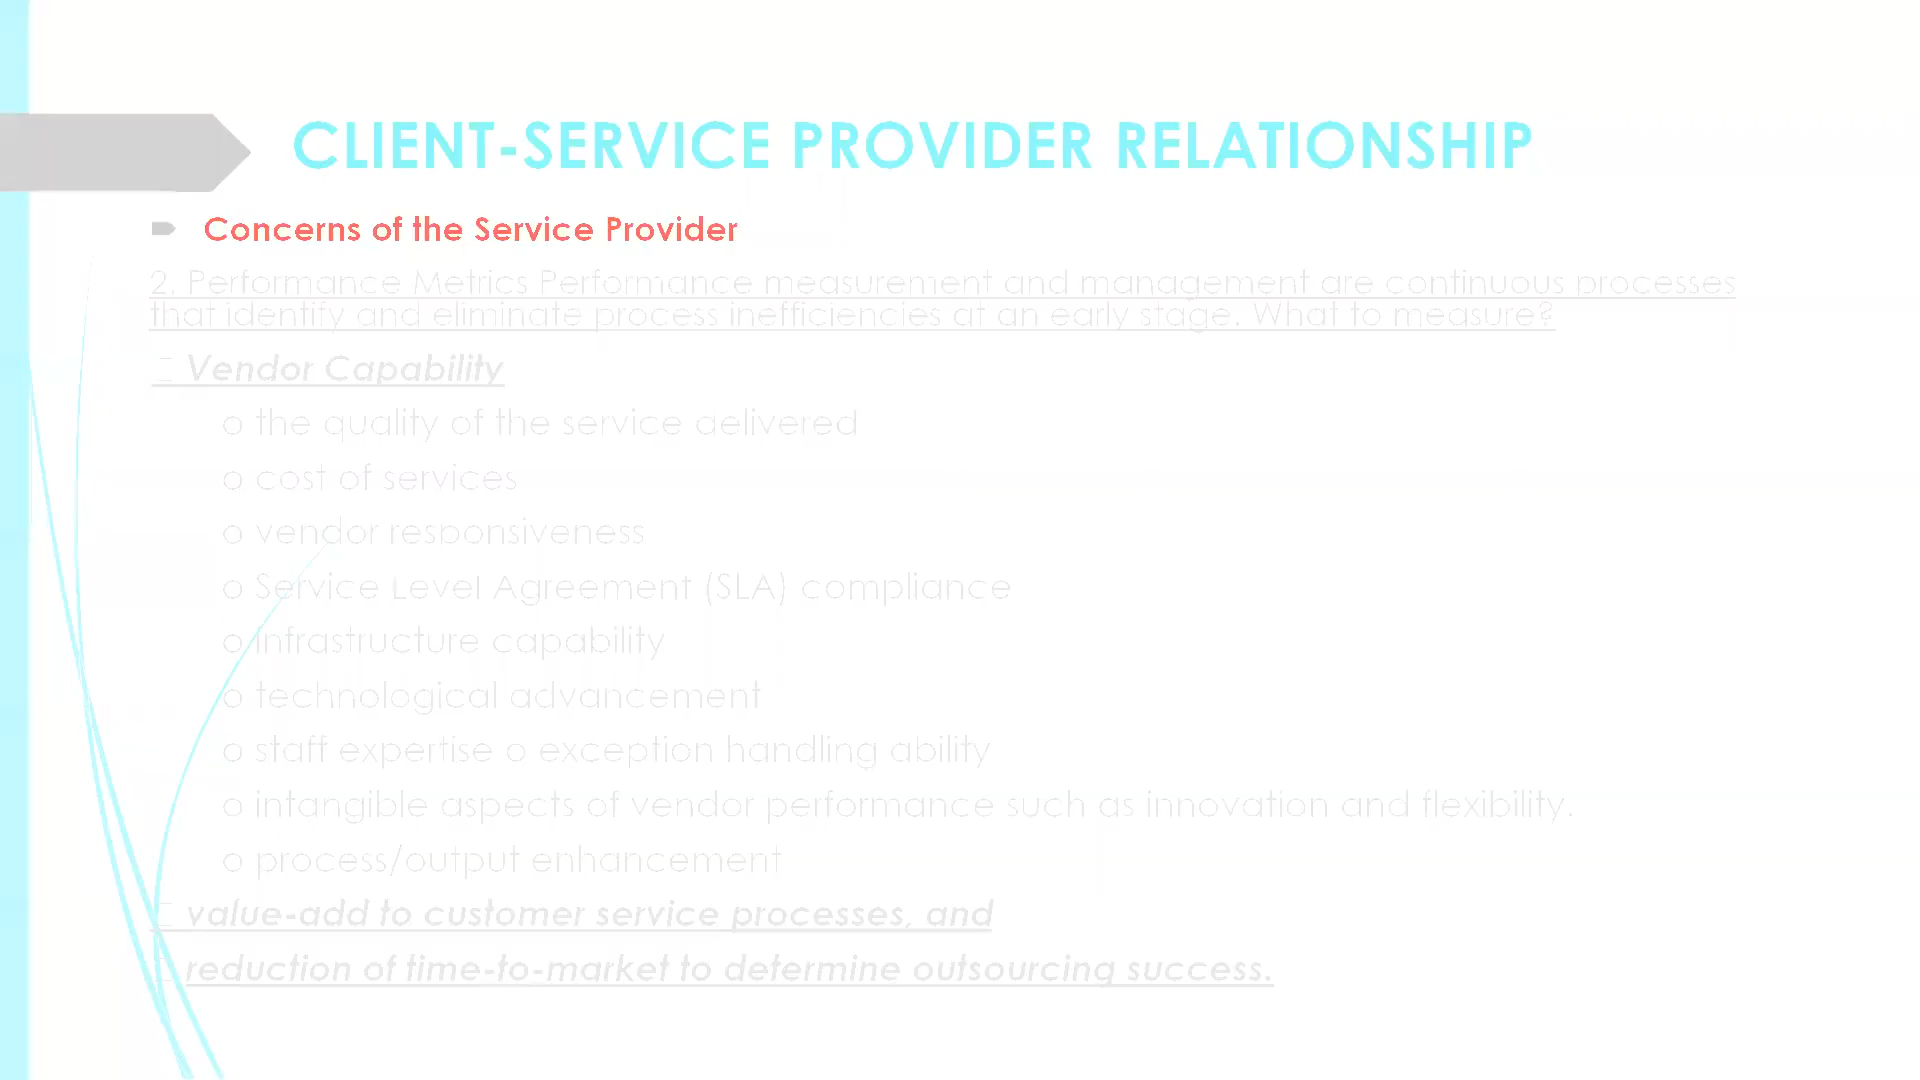 CLIENT-SERVICE PROVIDER RELATIONSHIP
Concerns of the Service Provider
2. Performance Metrics Performance measurement and management are continuous processes
that identify and eliminate process inefficiencies at an early stage. What to measure?
Vendor Capability
o the quality of the service delivered
o cost of services
o vendor responsiveness
o Service Level Agreement (SLA) compliance
o infrastructure capability
o technological advancement
o staff expertise o exception handling ability
o intangible aspects of vendor performance such as innovation and flexibility.
o process/output enhancement
value-add to customer service processes, and
reduction of time-to-market to determine outsourcing success.